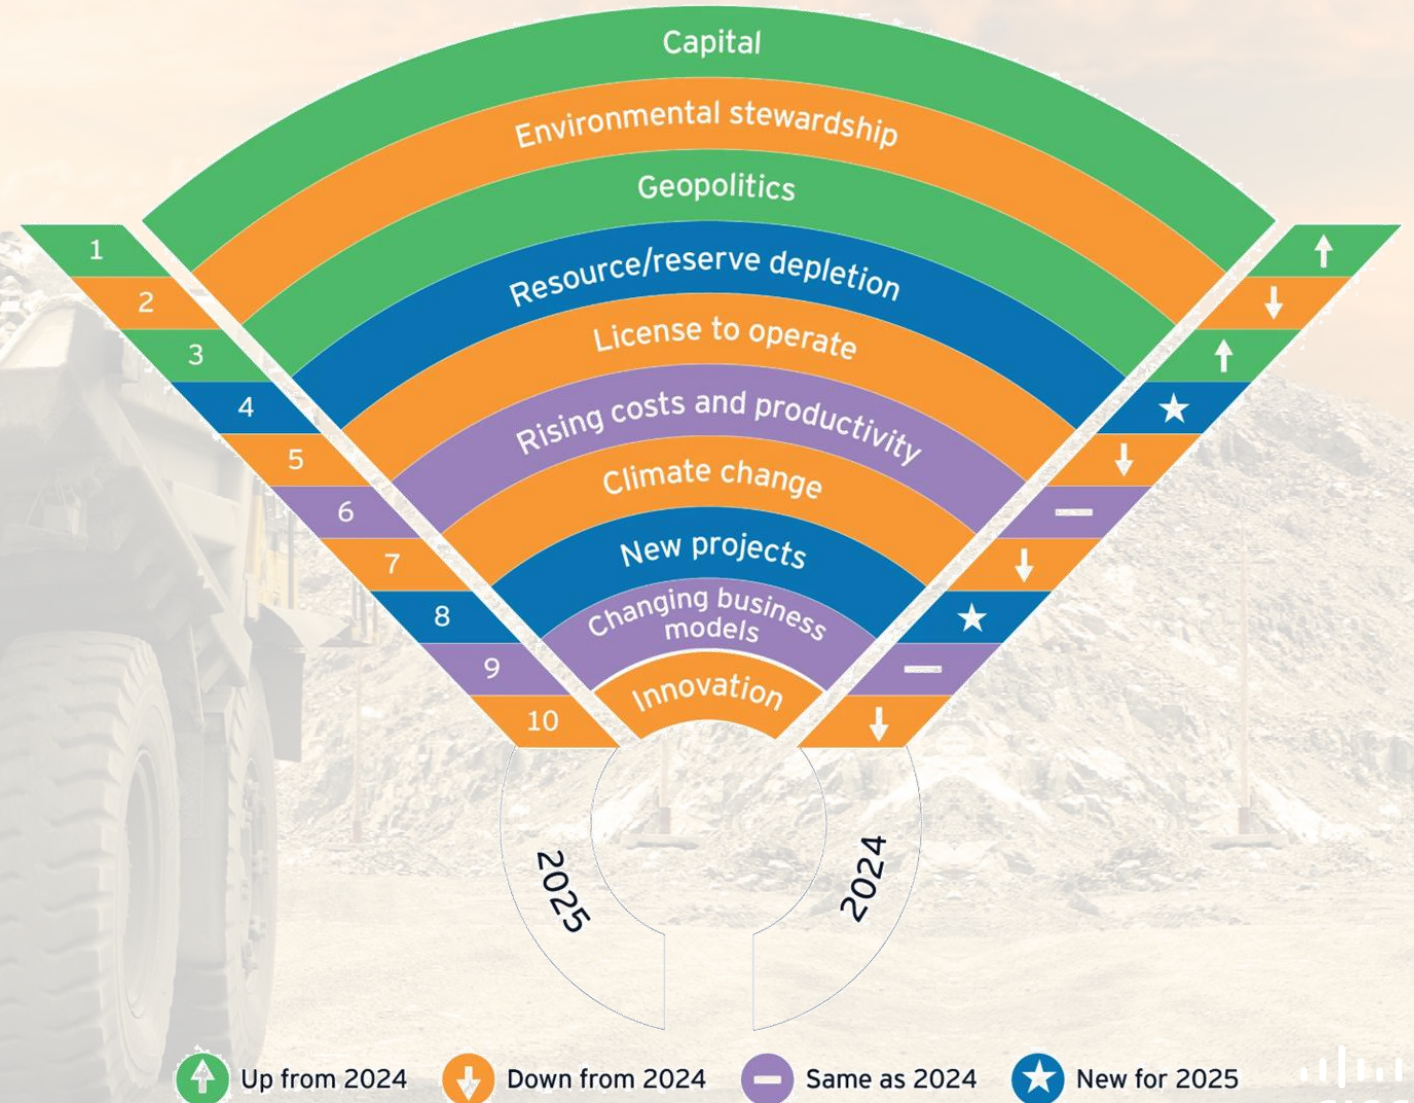 Capital
Environmental stewardship
Geopolitics
Resource/reserve depletion
License to operate
Rising costs and productivity
Climate change
New projects
Changing business
models
Innovation
1
2
3
4
5
6
7
8
9
10
2025
2024
Up from 2024
Down from 2024
Same as 2024
New for 2025